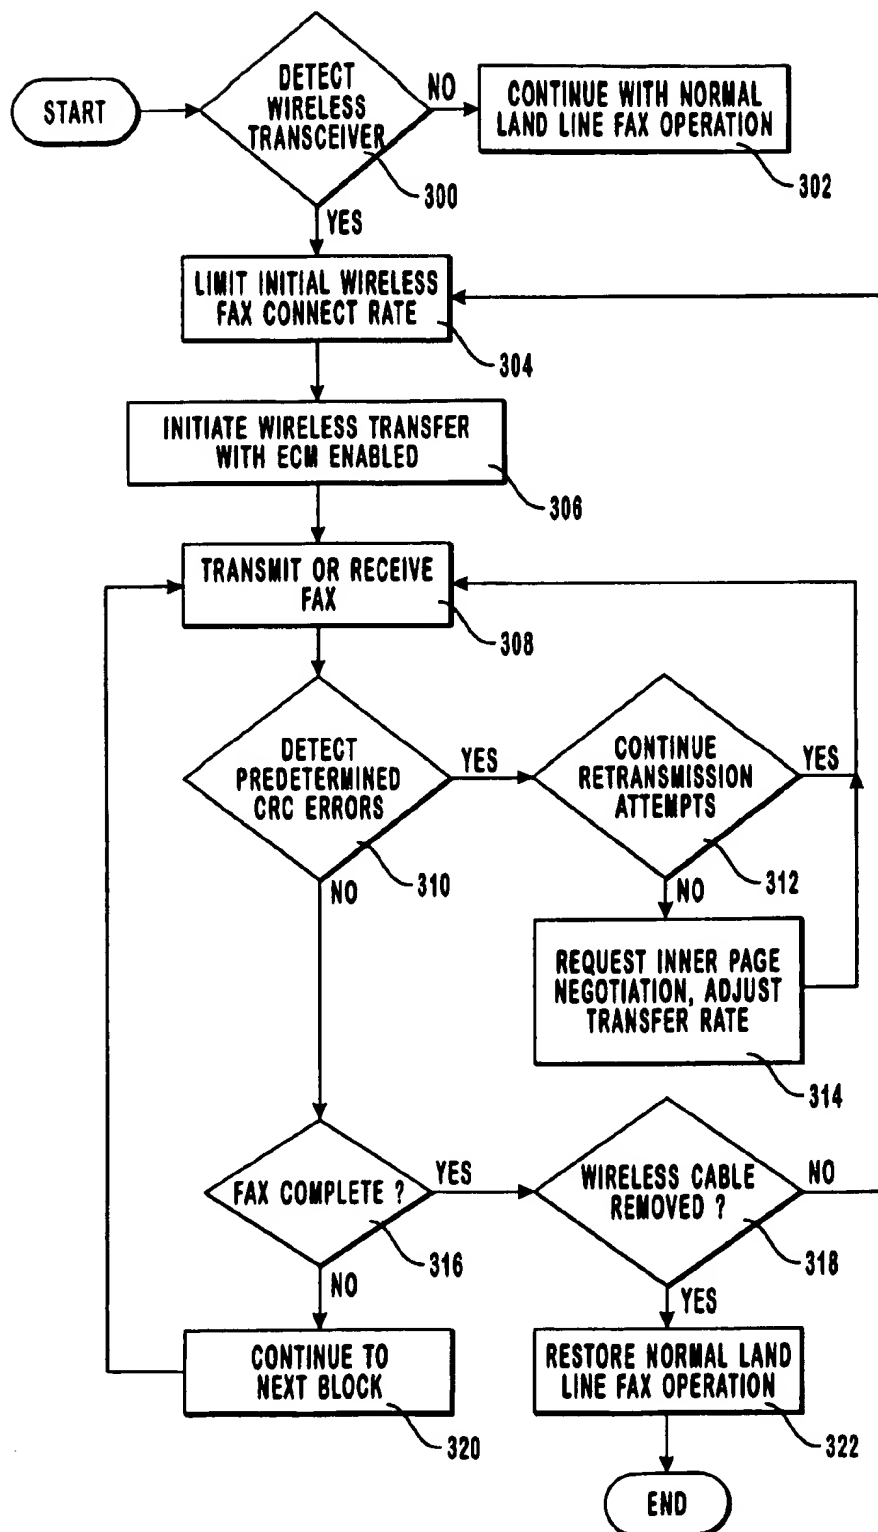 START
DETECT
WIRELESS
TRANSCEIVER
300
NO
CONTINUE WITH NORMAL
LAND LINE FAX OPERATION
302
YES
LIMIT INITIAL WIRELESS
FAX CONNECT RATE
304
INITIATE WIRELESS TRANSFER
WITH ECM ENABLED
306
TRANSMIT OR RECEIVE
FAX
308
DETECT
PREDETERMINED
CRC ERRORS
310
YES
CONTINUE
RETRANSMISSION
ATTEMPTS
312
YES
NO
NO
REQUEST INNER PAGE
NEGOTIATION, ADJUST
TRANSFER RATE
314
FAX COMPLETE ?
316
YES
WIRELESS CABLE
REMOVED ?
318
NO
NO
YES
CONTINUE TO
NEXT BLOCK
320
RESTORE NORMAL LAND
LINE FAX OPERATION
322
END